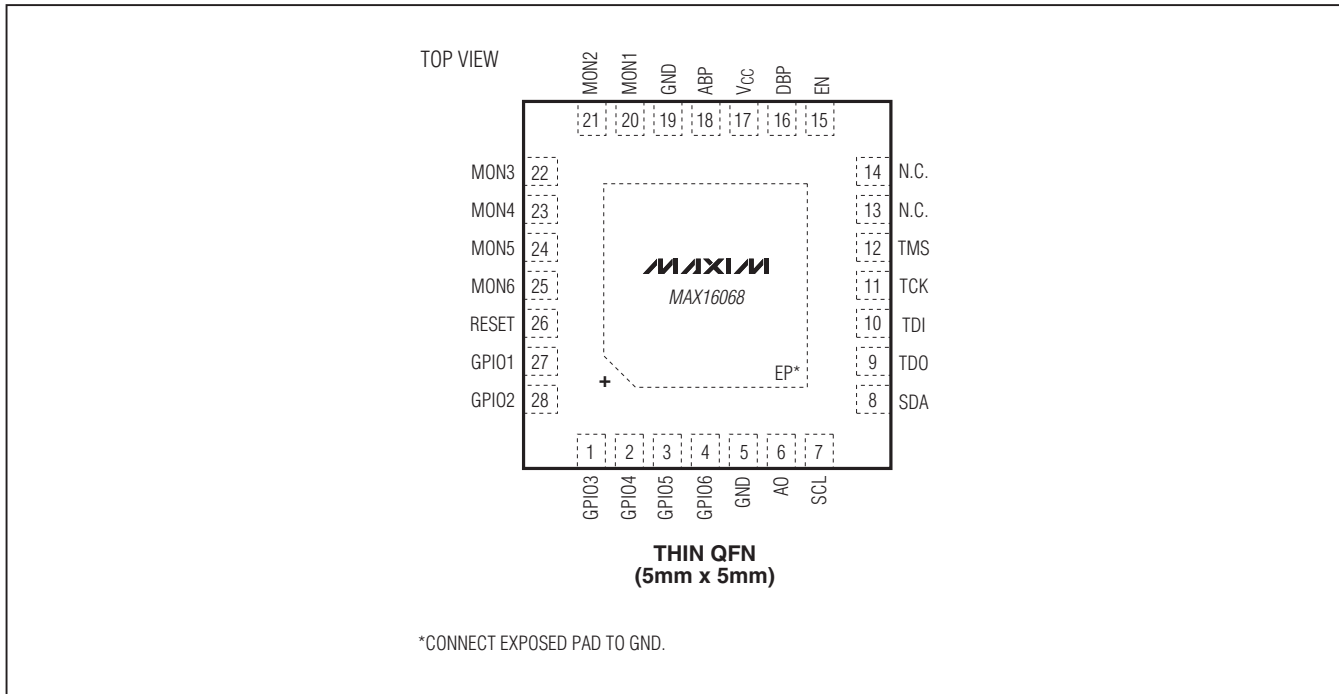 TOP VIEW
MON2 MON1 GND ABP VCC DBP EN
21 20 19 18 17 16 15
MON3 22 14 N.C.
MON4 23 13 N.C.
MON5 24 12 TMS
MON6 25 11 TCK
RESET 26 10 TDI
GPIO1 27 9 TDO
GPIO2 28 8 SDA
MAXIM
MAX16068
EP*
+
1 2 3 4 5 6 7
GPIO3 GPIO4 GPIO5 GPIO6 GND A0 SCL
THIN QFN
(5mm x 5mm)
*CONNECT EXPOSED PAD TO GND.